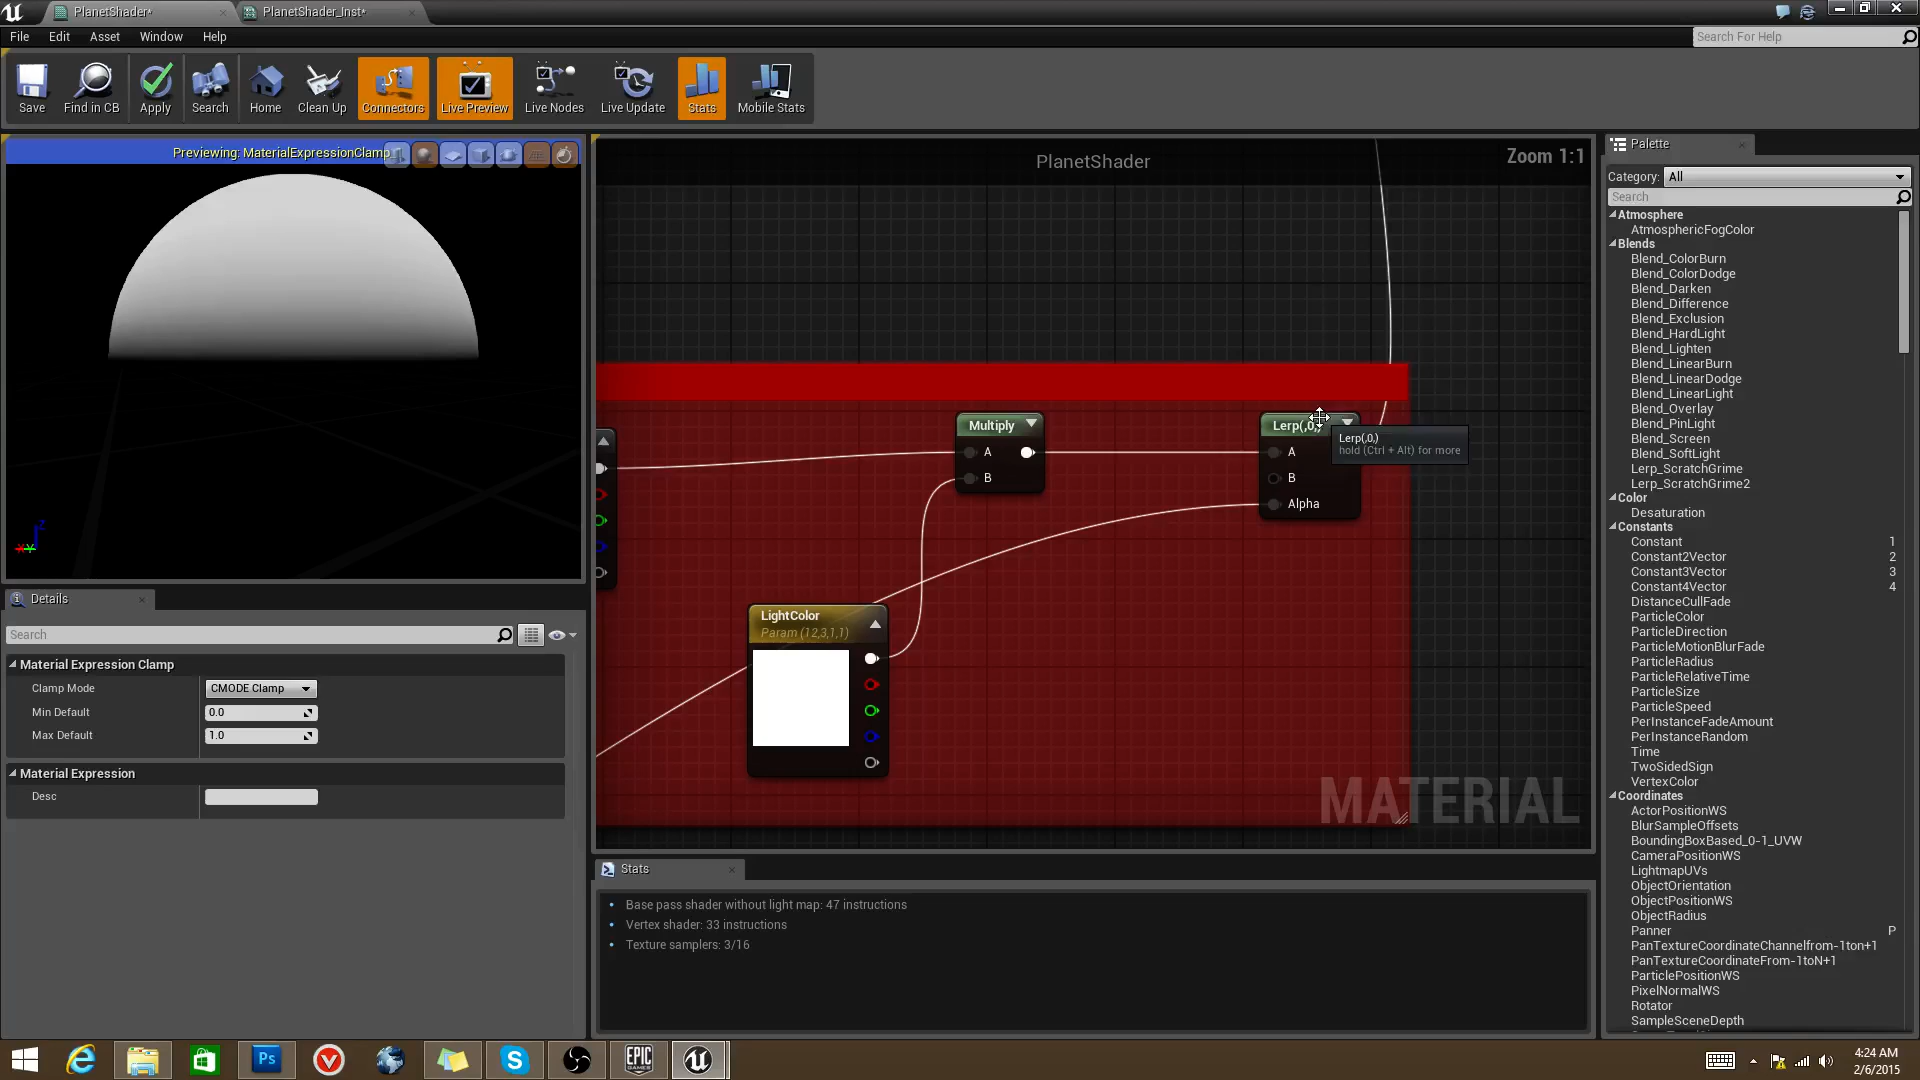 PlanetShader*
PlanetShader_Inst*
File
Edit
Asset
Window
Help
Search For Help
Save
Find in CB
Apply
Search
Home
Clean Up
Connectors
Live Preview
Live Nodes
Live Update
Stats
Mobile Stats
Previewing: MaterialExpressionClamp
PlanetShader
Zoom 1:1
Multiply
A
B
Lerp(,0,)
A
B
Alpha
Lerp(,0,)
hold (Ctrl + Alt) for more
LightColor
Param (12,3,1,1)
MATERIAL
Details
Search
Material Expression Clamp
Clamp Mode
CMODE Clamp
Min Default
0.0
Max Default
1.0
Material Expression
Desc
Stats
Base pass shader without light map: 47 instructions
Vertex shader: 33 instructions
Texture samplers: 3/16
Palette
Category:
All
Search
Atmosphere
AtmosphericFogColor
Blends
Blend_ColorBurn
Blend_ColorDodge
Blend_Darken
Blend_Difference
Blend_Exclusion
Blend_HardLight
Blend_Lighten
Blend_LinearBurn
Blend_LinearDodge
Blend_LinearLight
Blend_Overlay
Blend_PinLight
Blend_Screen
Blend_SoftLight
Lerp_ScratchGrime
Lerp_ScratchGrime2
Color
Desaturation
Constants
Constant 1
Constant2Vector 2
Constant3Vector 3
Constant4Vector 4
DistanceCullFade
ParticleColor
ParticleDirection
ParticleMotionBlurFade
ParticleRadius
ParticleRelativeTime
ParticleSize
ParticleSpeed
PerInstanceFadeAmount
PerInstanceRandom
Time
TwoSidedSign
VertexColor
Coordinates
ActorPositionWS
BlurSampleOffsets
BoundingBoxBased_0-1_UVW
CameraPositionWS
LightmapUVs
ObjectOrientation
ObjectPositionWS
ObjectRadius
Panner P
PanTextureCoordinateChannelfrom-1ton+1
PanTextureCoordinateFrom-1toN+1
ParticlePositionWS
PixelNormalWS
Rotator
SampleSceneDepth
Ps
EPIC
GAMES
4:24 AM
2/6/2015